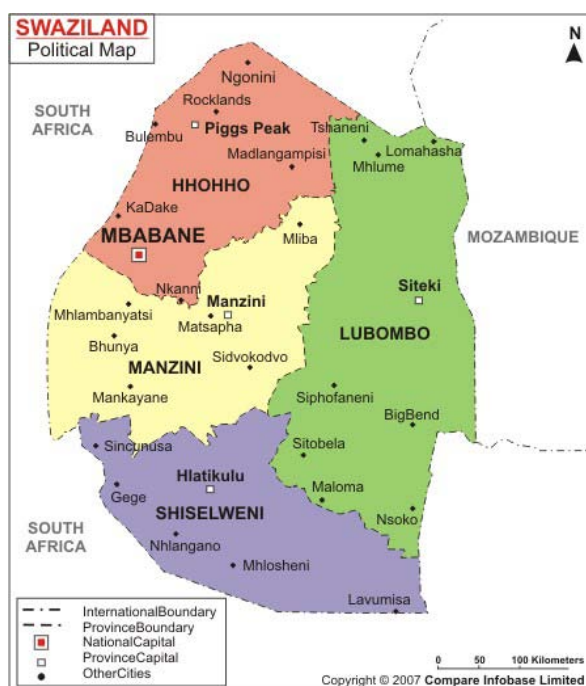 SWAZILAND
Political Map
N
Ngonini
SOUTH
AFRICA
Rocklands
Bulembu
Piggs Peak
Tshaneni
Lomahasha
Mhlume
Madlangampisi
HHOHHO
KaDake
MBABANE
Mliba
MOZAMBIQUE
Nkanni
Manzini
Siteki
Mhlambanyatsi
Matsapha
Bhunya
LUBOMBO
MANZINI
Sidvokodvo
Mankayane
Siphofaneni
BigBend
Sincunusa
Sitobela
Hlatikulu
Gege
Maloma
SHISELWENI
Nsoko
SOUTH
AFRICA
Nhlangano
Mhlosheni
Lavumisa
InternationalBoundary
ProvinceBoundary
NationalCapital
ProvinceCapital
OtherCities
0 50 100 Kilometers
Copyright © 2007 Compare Infobase Limited